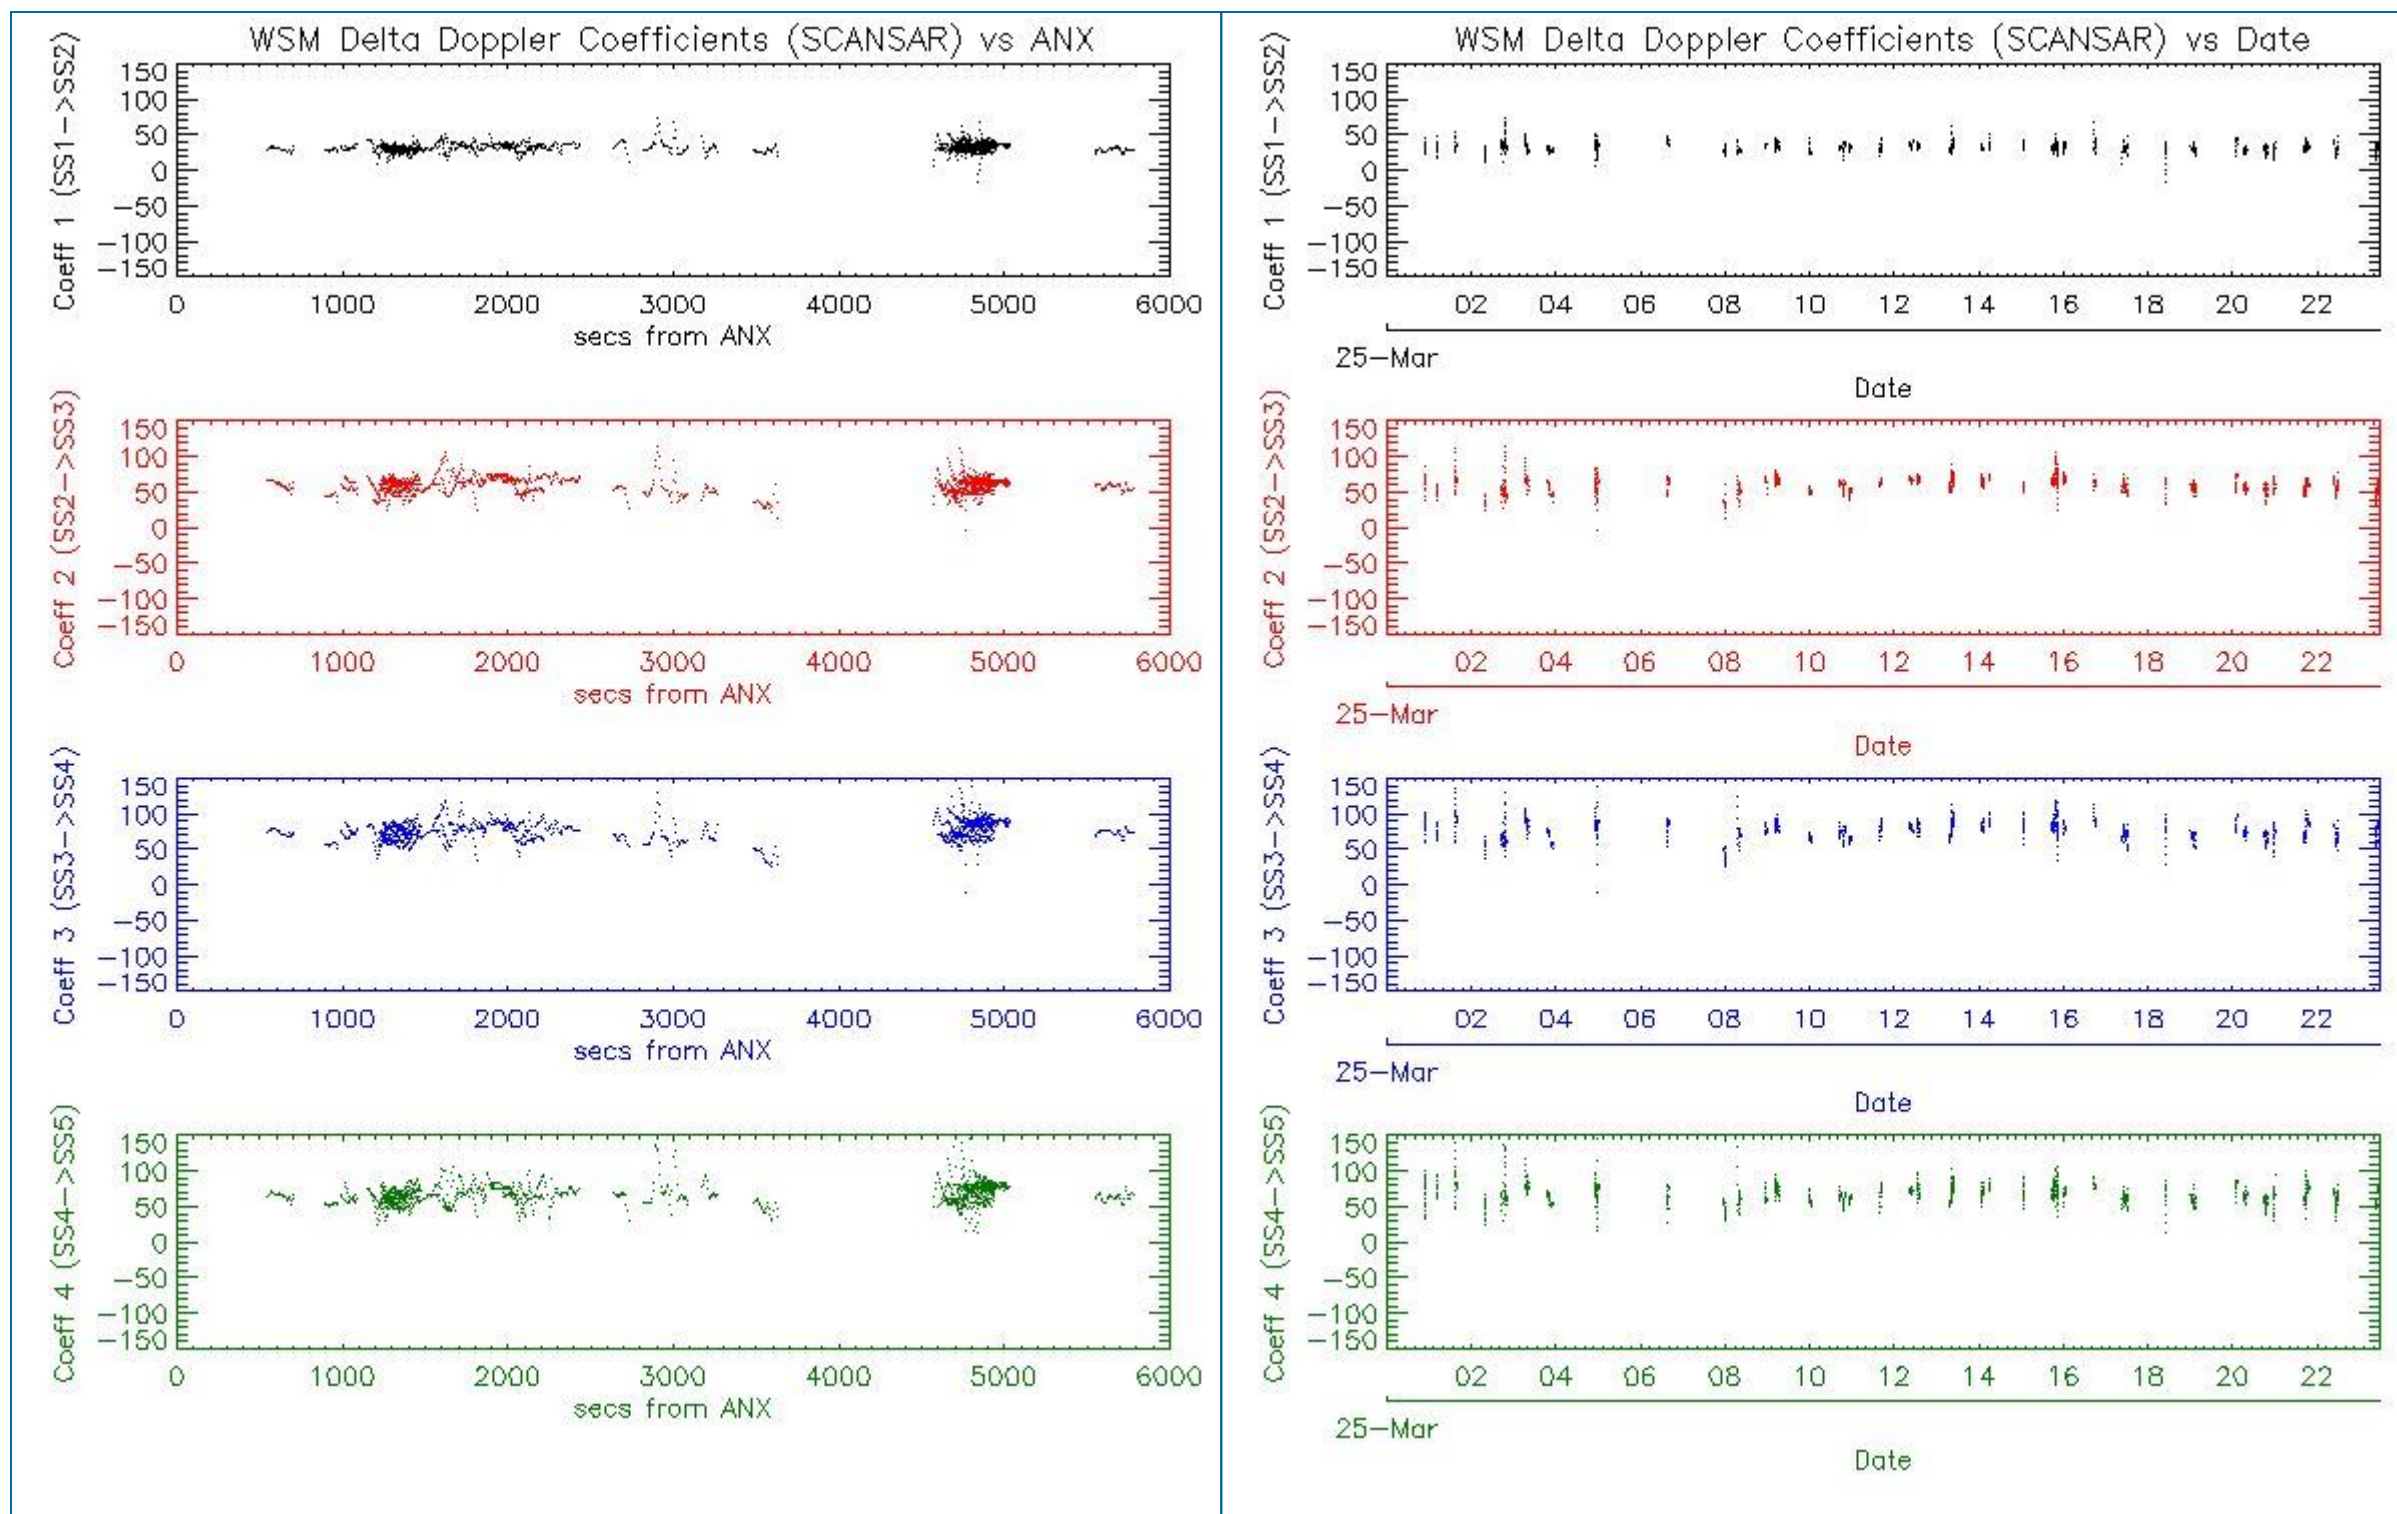 WSM Delta Doppler Coefficients (SCANSAR) vs ANX
Coeff 1 (SS1->SS2)
150
100
50
0
-50
-100
-150
0 1000 2000 3000 4000 5000 6000
secs from ANX
Coeff 2 (SS2->SS3)
150
100
50
0
-50
-100
-150
0 1000 2000 3000 4000 5000 6000
secs from ANX
Coeff 3 (SS3->SS4)
150
100
50
0
-50
-100
-150
0 1000 2000 3000 4000 5000 6000
secs from ANX
Coeff 4 (SS4->SS5)
150
100
50
0
-50
-100
-150
0 1000 2000 3000 4000 5000 6000
secs from ANX
WSM Delta Doppler Coefficients (SCANSAR) vs Date
Coeff 1 (SS1->SS2)
150
100
50
0
-50
-100
-150
02 04 06 08 10 12 14 16 18 20 22
25-Mar
Date
Coeff 2 (SS2->SS3)
150
100
50
0
-50
-100
-150
02 04 06 08 10 12 14 16 18 20 22
25-Mar
Date
Coeff 3 (SS3->SS4)
150
100
50
0
-50
-100
-150
02 04 06 08 10 12 14 16 18 20 22
25-Mar
Date
Coeff 4 (SS4->SS5)
150
100
50
0
-50
-100
-150
02 04 06 08 10 12 14 16 18 20 22
25-Mar
Date